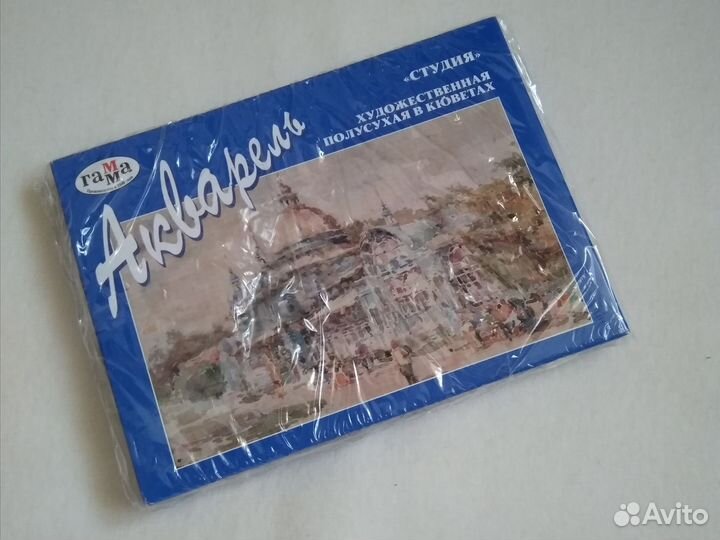 «СТУДИЯ»
ХУДОЖЕСТВЕННАЯ
ПОЛУСУХАЯ В КЮВЕТАХ
Акварель
гамма
Avito